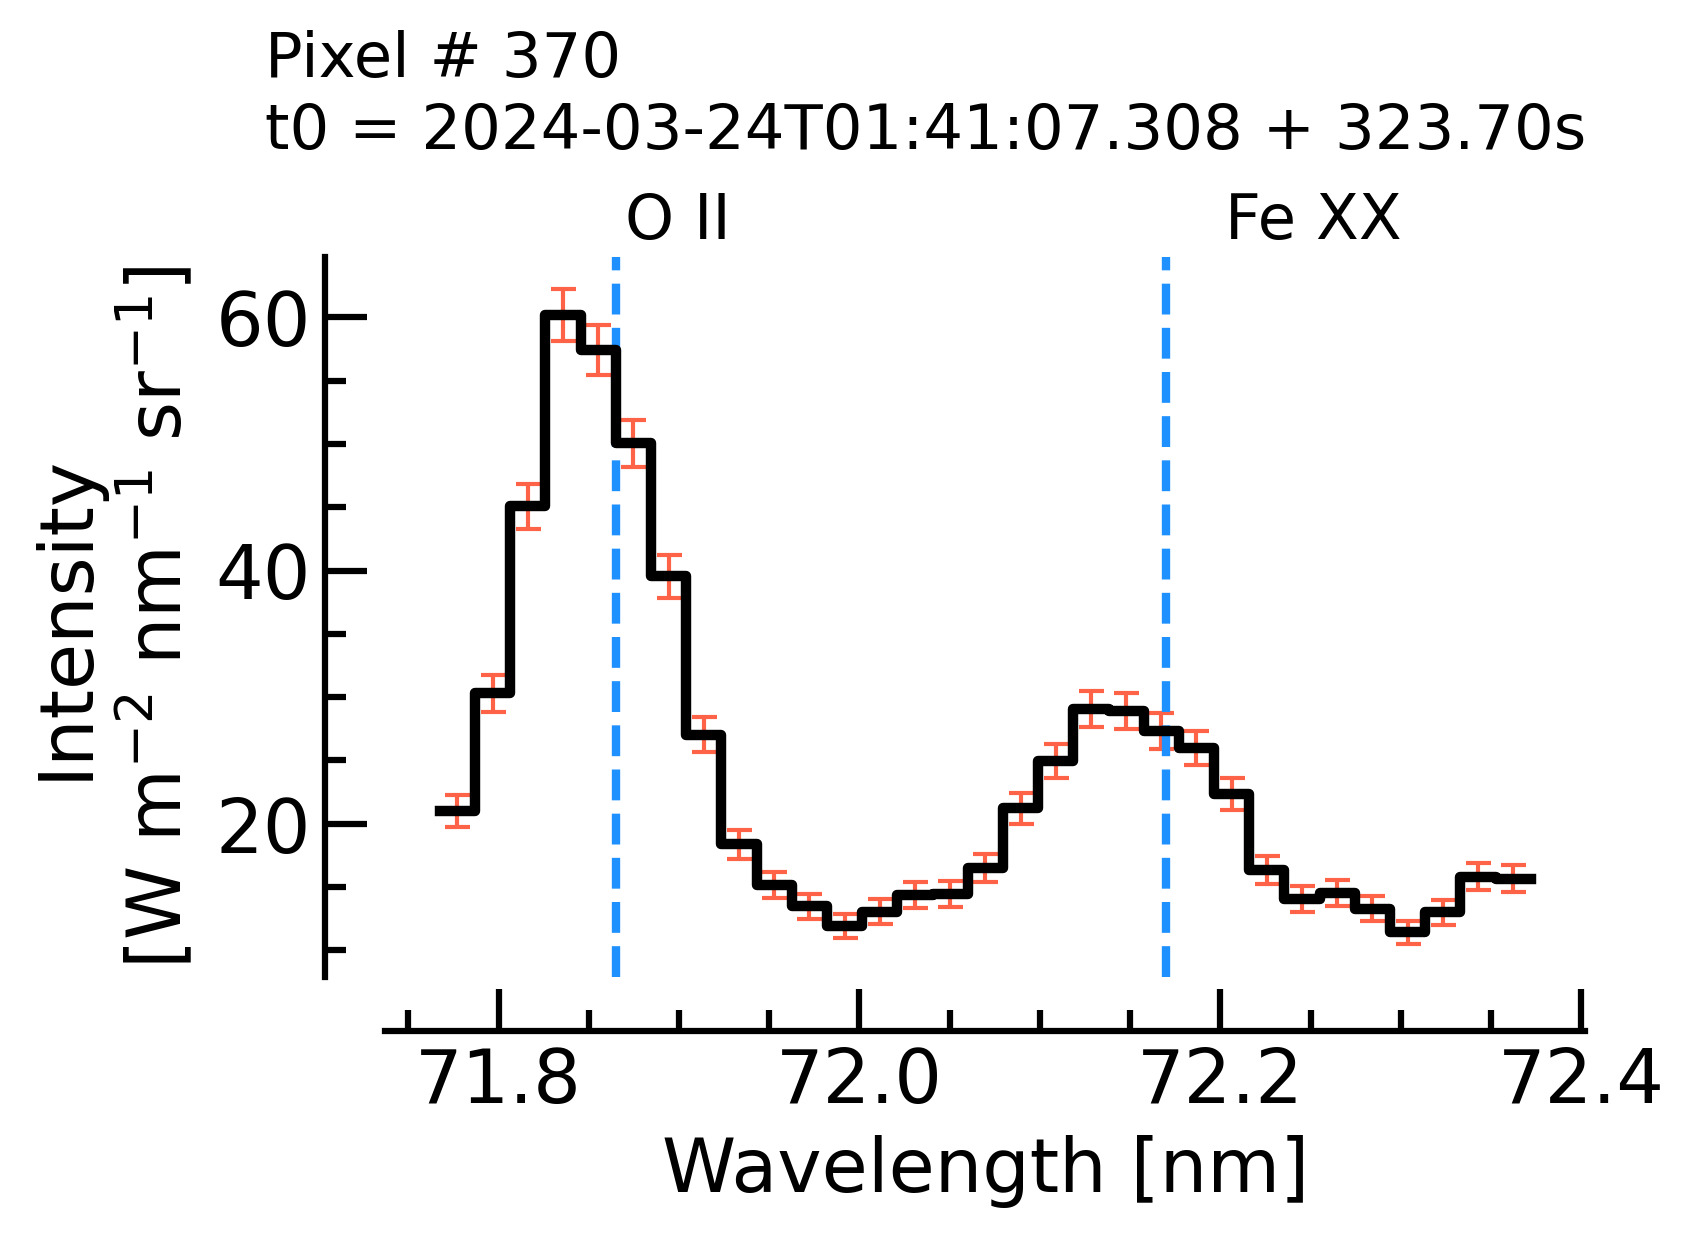 Pixel # 370
t0 = 2024-03-24T01:41:07.308 + 323.70s
O II
Fe XX
Intensity
[W m⁻² nm⁻¹ sr⁻¹]
60
40
20
71.8
72.0
72.2
72.4
Wavelength [nm]